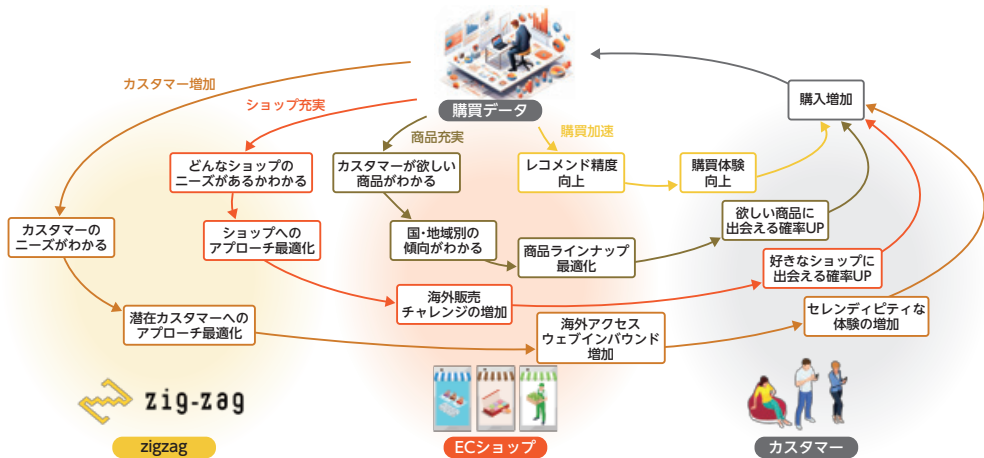 カスタマー増加
ショップ充実
購買データ
商品充実
購買加速
購入増加
どんなショップの
ニーズがあるかわかる
カスタマーが欲しい
商品がわかる
レコメンド精度
向上
購買体験
向上
カスタマーの
ニーズがわかる
ショップへの
アプローチ最適化
国・地域別の
傾向がわかる
商品ラインナップ
最適化
欲しい商品に
出会える確率UP
好きなショップに
出会える確率UP
潜在カスタマーへの
アプローチ最適化
海外販売
チャレンジの増加
海外アクセス
ウェブインバウンド
増加
セレンディピティな
体験の増加
zig-zag
zigzag
ECショップ
カスタマー